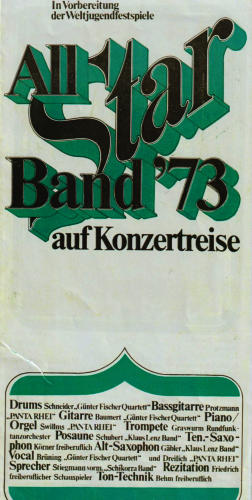 In Vorbereitung
der Weltjugendfestspiele
All Star
Band '73
auf Konzertreise
Drums Schneider „Günter Fischer Quartett" Bassgitarre Protzmann
„PANTA RHEI" Gitarre Baumert „Günter Fischer Quartett" Piano/
Orgel Swillms „PANTA RHEI" Trompete Graswurm Rundfunk-
tanzorchester Posaune Schubert „Klaus Lenz Band" Ten.-Saxo-
phon Körner freiberuflich Alt-Saxophon Gäbler „Klaus Lenz Band"
Vocal Brüning „Günter Fischer Quartett" und Dreilich „PANTA RHEI"
Sprecher Stiegmann vorm. „Schikorza Band" Rezitation Friedrich
freiberuflicher Schauspieler Ton-Technik Behm freiberuflich